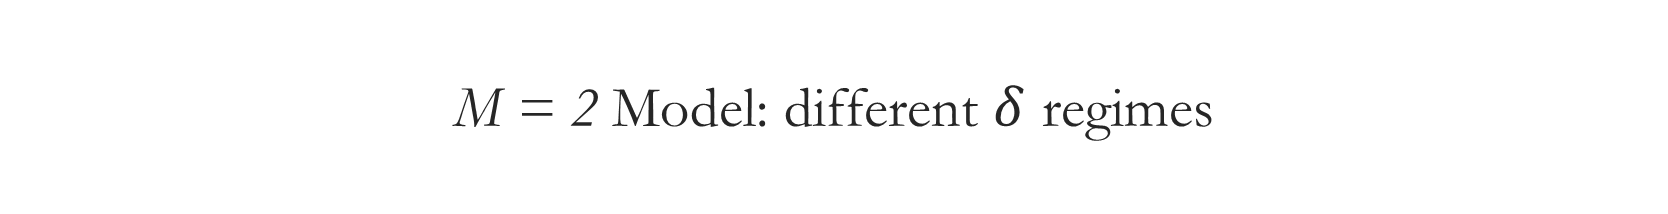 M = 2 Model: different δ regimes